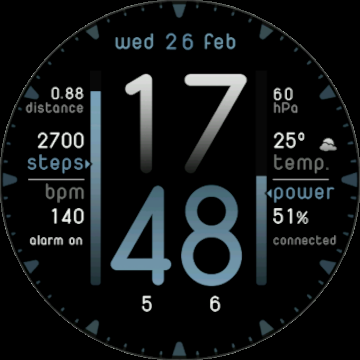 wed 26 feb
17
48
0.88
distance
2700
steps
bpm
140
alarm on
60
hPa
25°
temp.
power
51%
connected
5 6